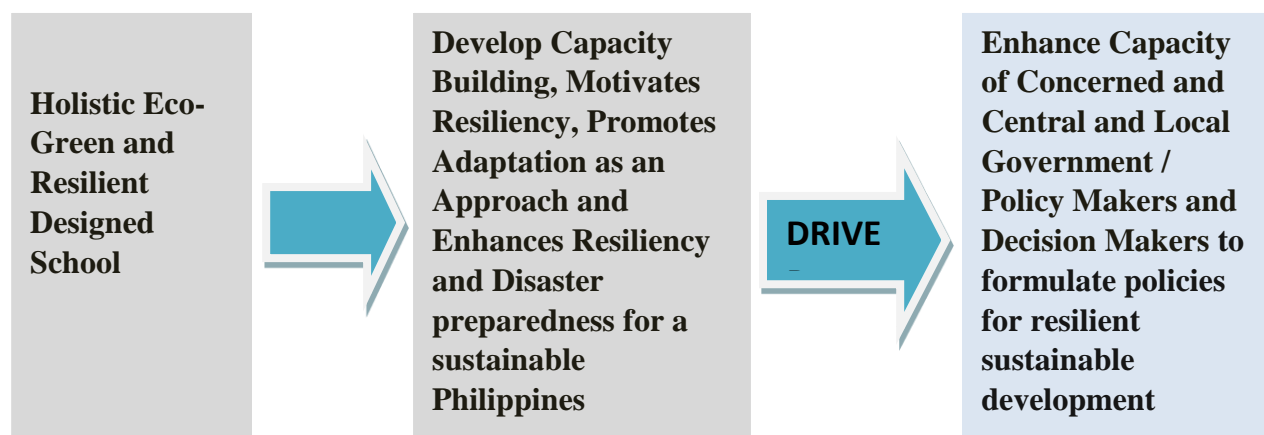 Holistic Eco-
Green and
Resilient
Designed
School
Develop Capacity
Building, Motivates
Resiliency, Promotes
Adaptation as an
Approach and
Enhances Resiliency
and Disaster
preparedness for a
sustainable
Philippines
DRIVE
Enhance Capacity
of Concerned and
Central and Local
Government /
Policy Makers and
Decision Makers to
formulate policies
for resilient
sustainable
development